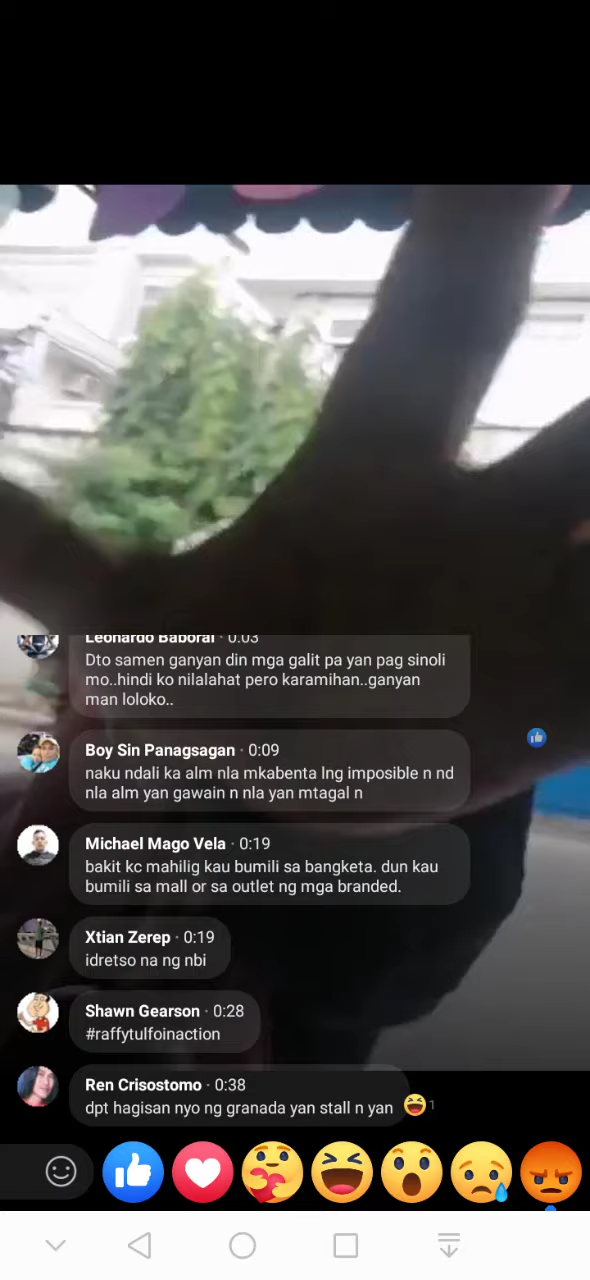 Leonardo Baboral · 0:03
Dto samen ganyan din mga galit pa yan pag sinoli
mo..hindi ko nilalahat pero karamihan..ganyan
man loloko..
Boy Sin Panagsagan · 0:09
naku ndali ka alm nla mkabenta lng imposible n nd
nla alm yan gawain n nla yan mtagal n
Michael Mago Vela · 0:19
bakit kc mahilig kau bumili sa bangketa. dun kau
bumili sa mall or sa outlet ng mga branded.
Xtian Zerep · 0:19
idretso na ng nbi
Shawn Gearson · 0:28
#raffytulfoinaction
Ren Crisostomo · 0:38
dpt hagisan nyo ng granada yan stall n yan
1